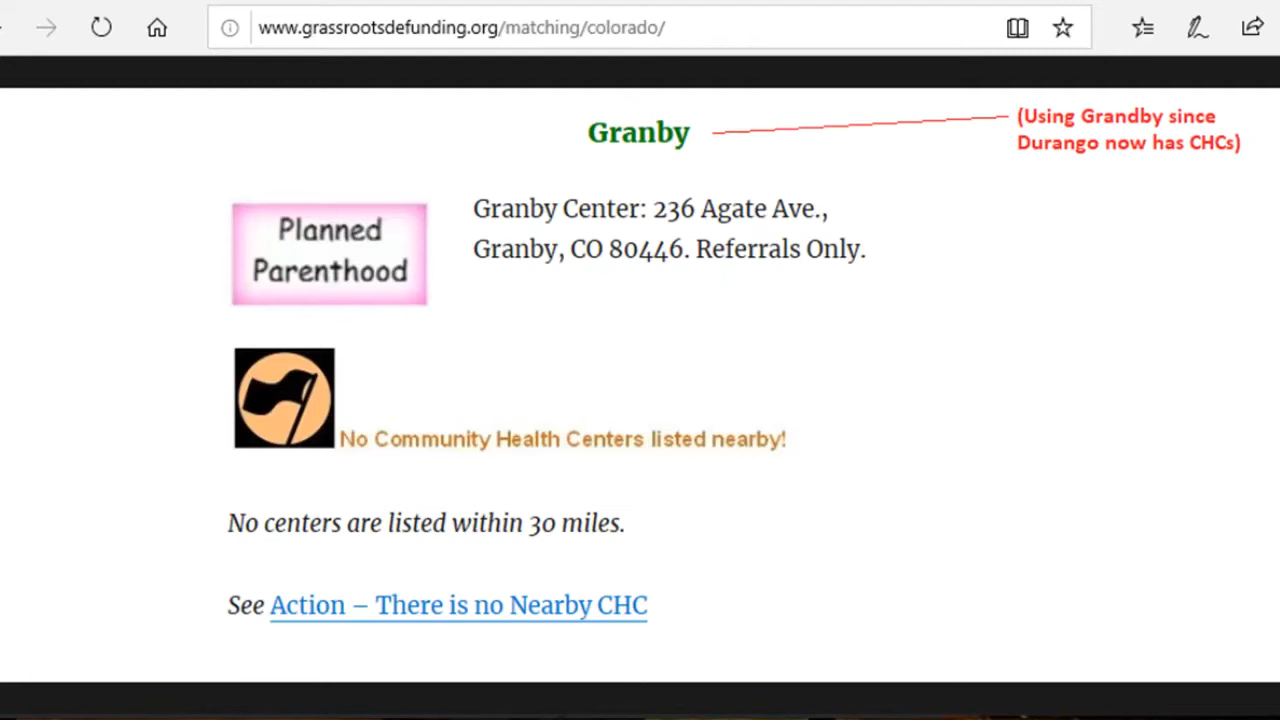 www.grassrootsdefunding.org/matching/colorado/
Granby
(Using Grandby since
Durango now has CHCs)
Planned
Parenthood
Granby Center: 236 Agate Ave.,
Granby, CO 80446. Referrals Only.
No Community Health Centers listed nearby!
No centers are listed within 30 miles.
See Action – There is no Nearby CHC